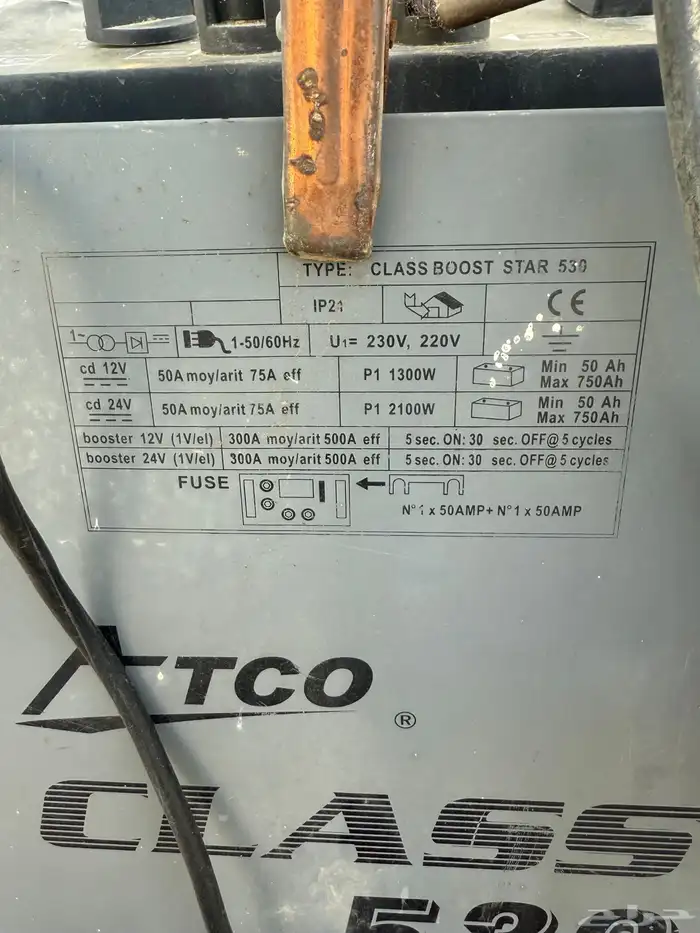 TYPE: CLASS BOOST STAR 530
IP21
CE
1~
1-50/60Hz
U1= 230V, 220V
cd 12V
50A moy/arit 75A eff
P1 1300W
Min 50 Ah
Max 750Ah
cd 24V
50A moy/arit 75A eff
P1 2100W
Min 50 Ah
Max 750Ah
booster 12V (1V/el)
300A moy/arit 500A eff
5 sec. ON: 30 sec. OFF@ 5 cycles
booster 24V (1V/el)
300A moy/arit 500A eff
5 sec. ON: 30 sec. OFF@ 5 cycles
FUSE
N°1 x 50AMP+ N°1 x 50AMP
ATCO
®
CLASS
530
حراج